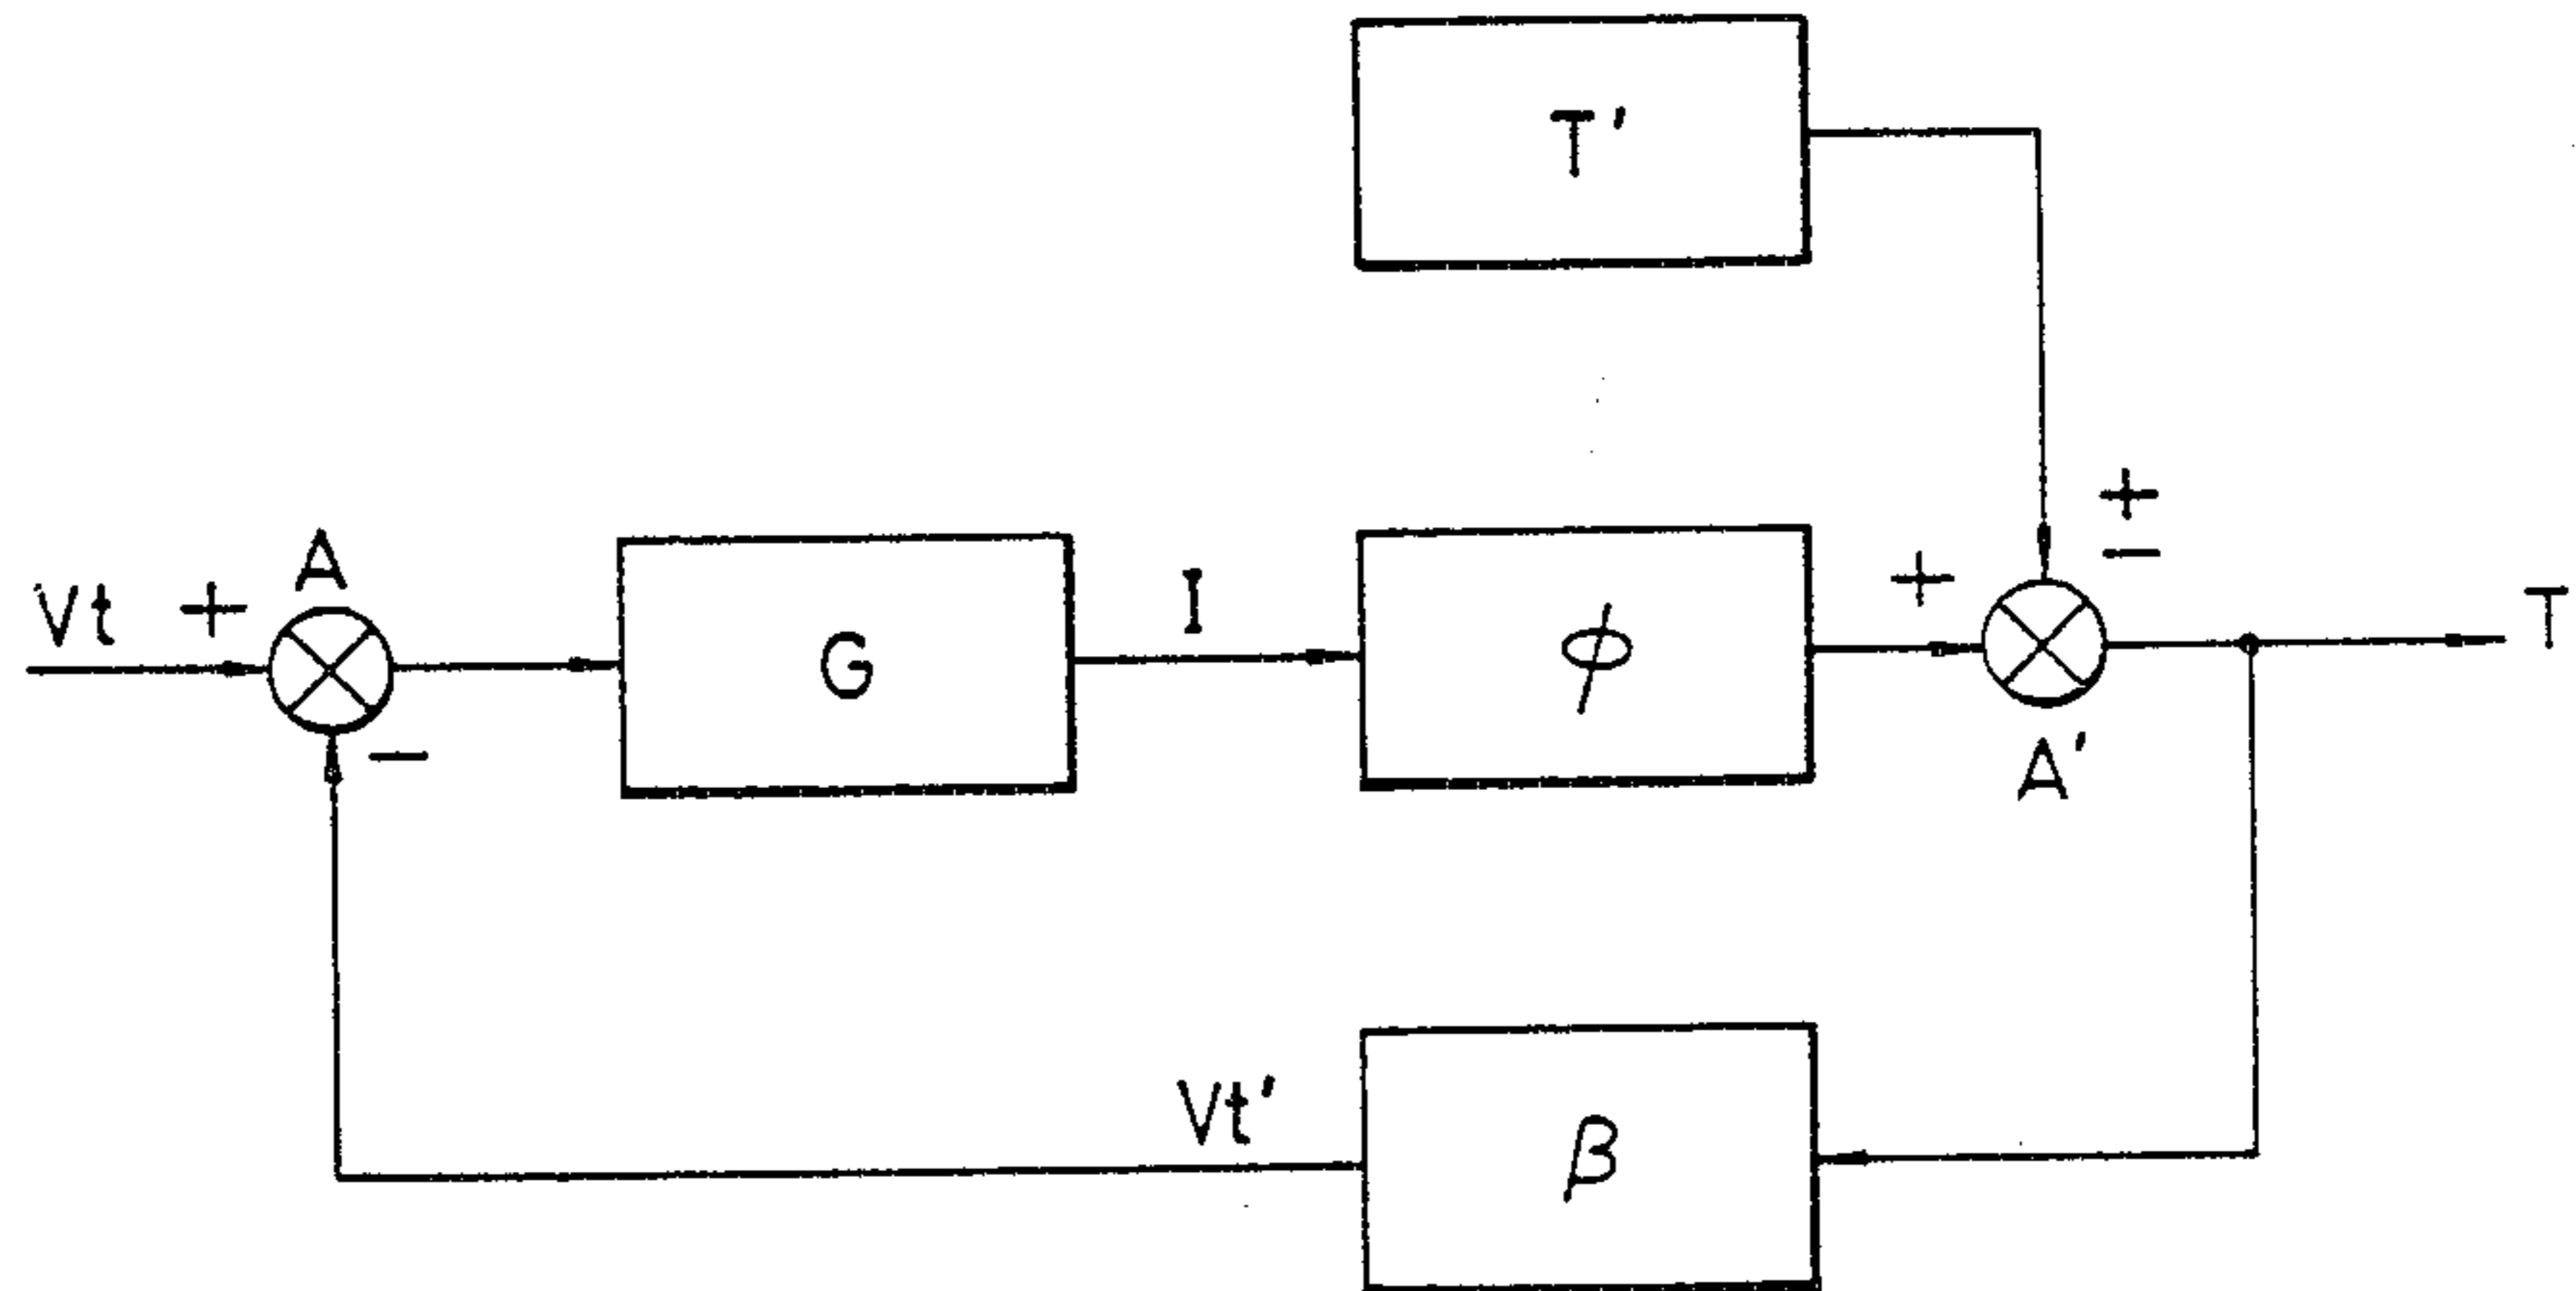 T'
+
−
A
Vt
+
−
G
I
ϕ
+
A'
T
Vt'
β